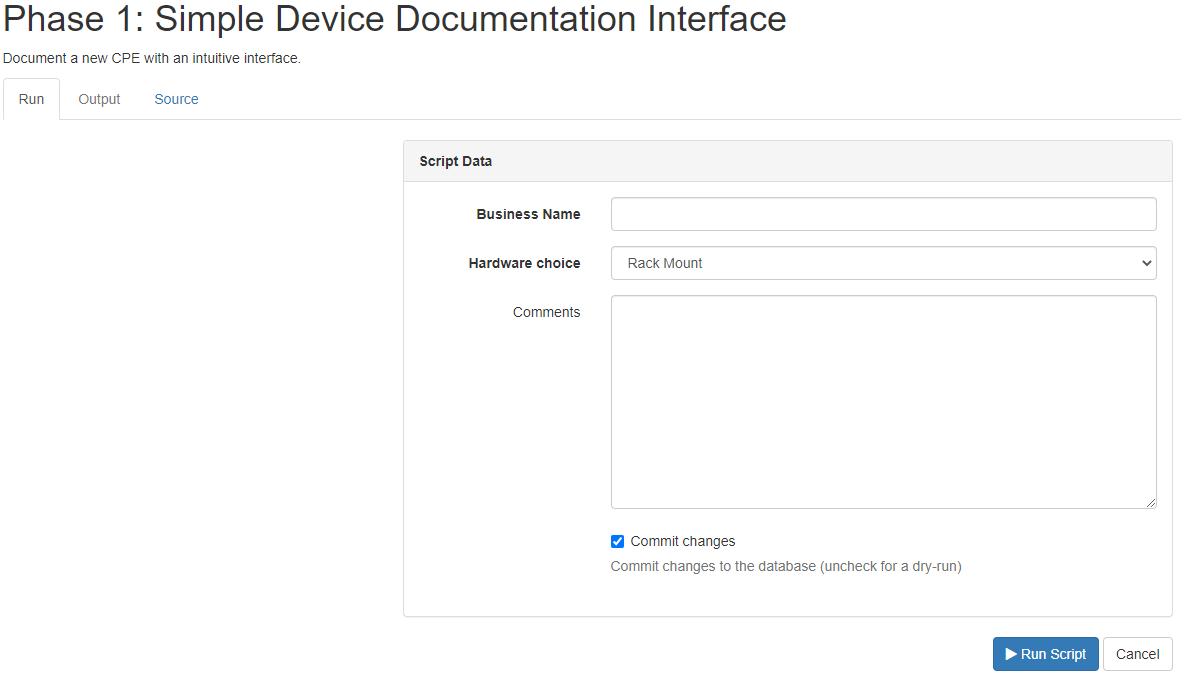 Phase 1: Simple Device Documentation Interface
Document a new CPE with an intuitive interface.
Run Output Source
Script Data
Business Name
Hardware choice Rack Mount
Comments
Commit changes
Commit changes to the database (uncheck for a dry-run)
Run Script Cancel